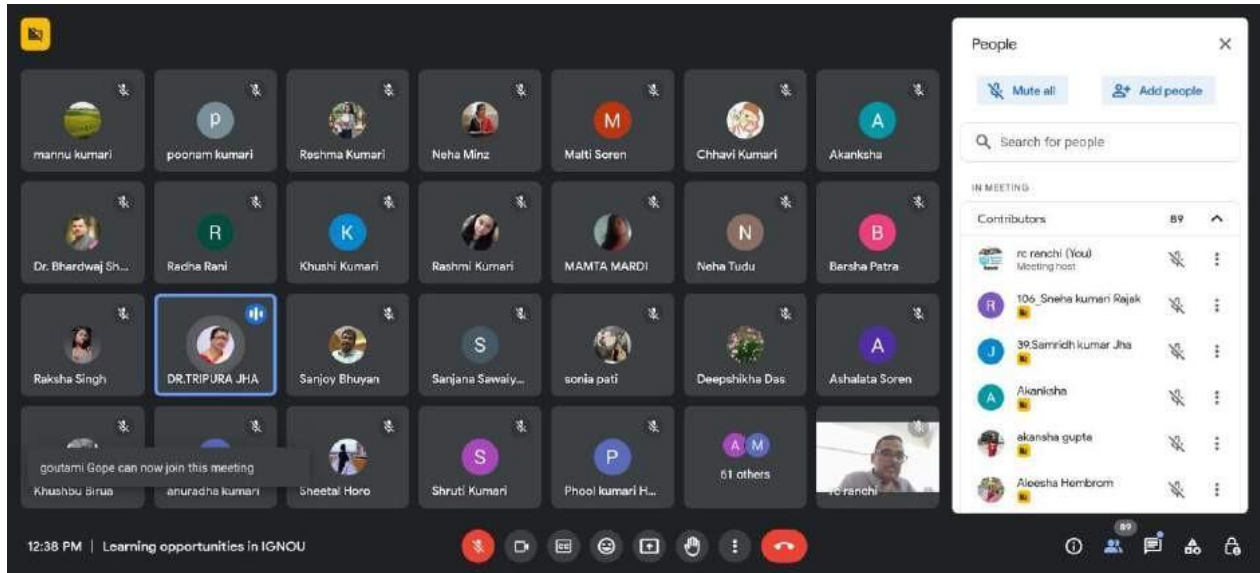 mannu kumari
p
poonam kumari
Reshma Kumari
Neha Minz
M
Malti Soren
Chhavi Kumari
A
Akanksha
Dr. Bhardwaj Sh...
R
Radha Rani
K
Khushi Kumari
Rashmi Kumari
MAMTA MARDI
N
Neha Tudu
B
Barsha Patra
Raksha Singh
DR.TRIPURA JHA
Sanjoy Bhuyan
S
Sanjana Sawaiy...
sonia pati
Deepshikha Das
A
Ashalata Soren
goutami Gope can now join this meeting
Khushbu Birua
anuradha kumari
Sheetal Horo
S
Shruti Kumari
P
Phool kumari H...
A M
61 others
rc ranchi
12:38 PM | Learning opportunities in IGNOU
CC
89
People
Mute all
Add people
Search for people
IN MEETING
Contributors 89
rc ranchi (You)
Meeting host
R
106_Sneha kumari Rajak
J
39.Samridh kumar Jha
A
Akanksha
akansha gupta
Aleesha Hembrom